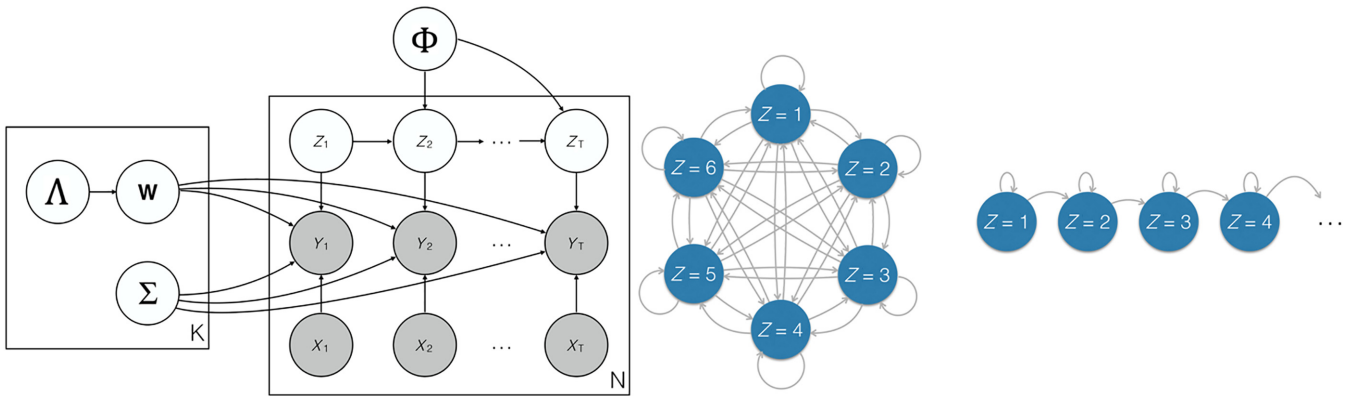 Φ
Z1 Z2 ... ZT
Λ w
Y1 Y2 ... YT
Σ
K
X1 X2 ... XT
N
Z = 1
Z = 6 Z = 2
Z = 5 Z = 3
Z = 4
Z = 1 Z = 2 Z = 3 Z = 4 ...